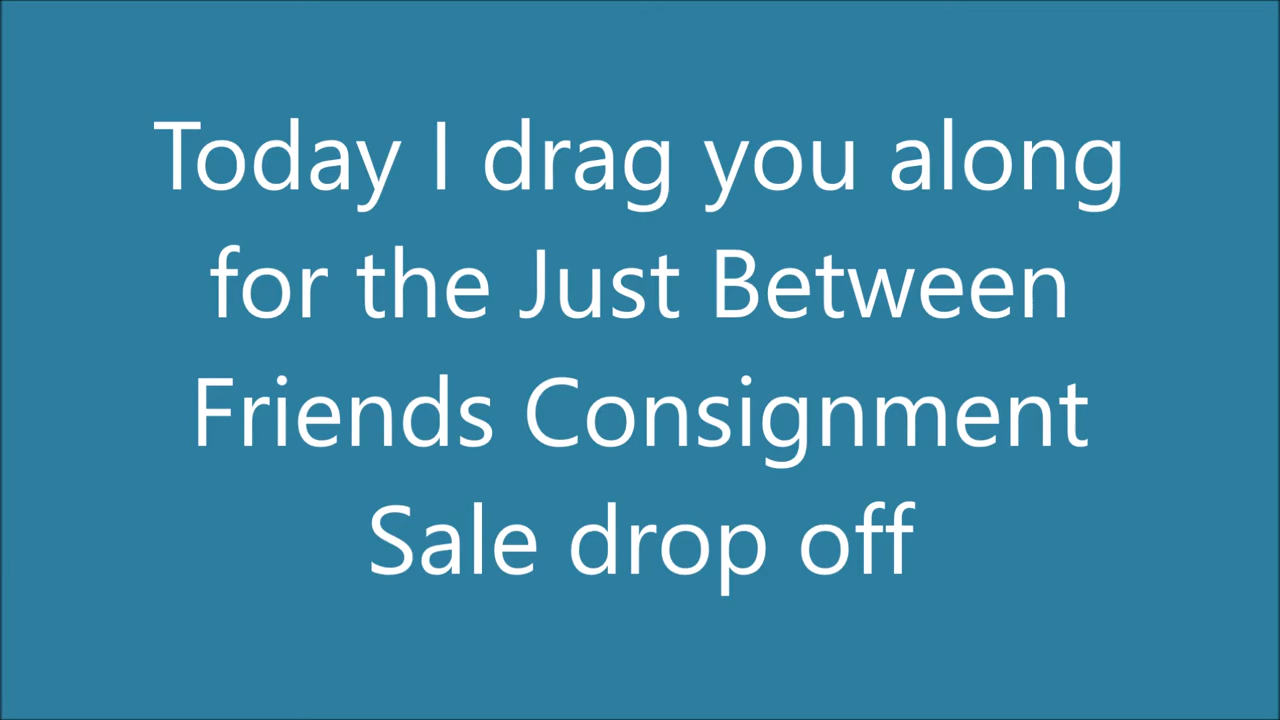 Today I drag you along
for the Just Between
Friends Consignment
Sale drop off